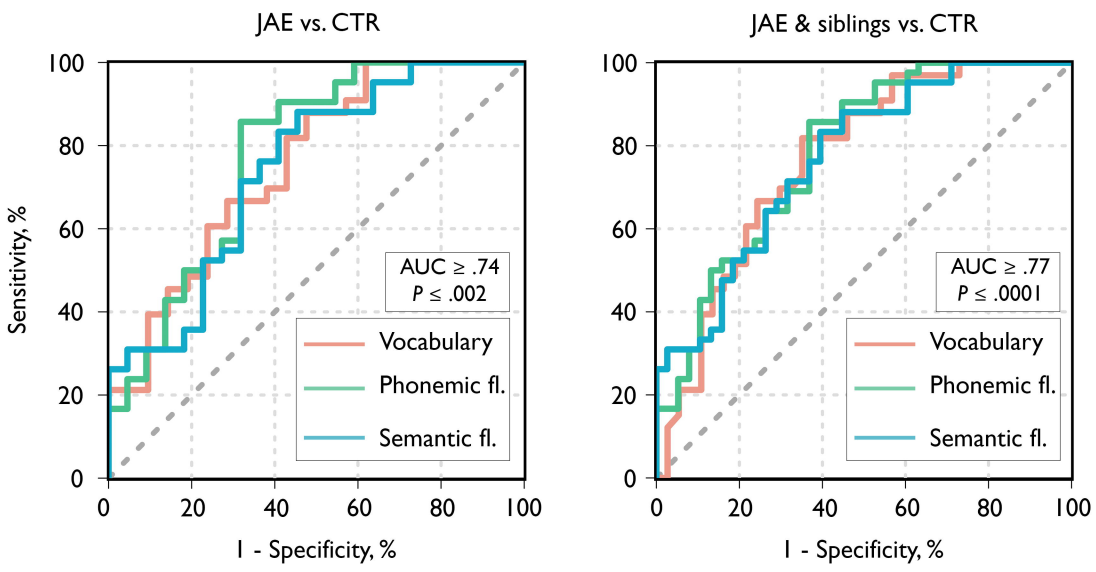 JAE vs. CTR
Sensitivity, %
100
80
60
40
20
0
AUC ≥ .74
P ≤ .002
Vocabulary
Phonemic fl.
Semantic fl.
0 20 40 60 80 100
1 - Specificity, %
JAE & siblings vs. CTR
100
80
60
40
20
0
AUC ≥ .77
P ≤ .0001
Vocabulary
Phonemic fl.
Semantic fl.
0 20 40 60 80 100
1 - Specificity, %